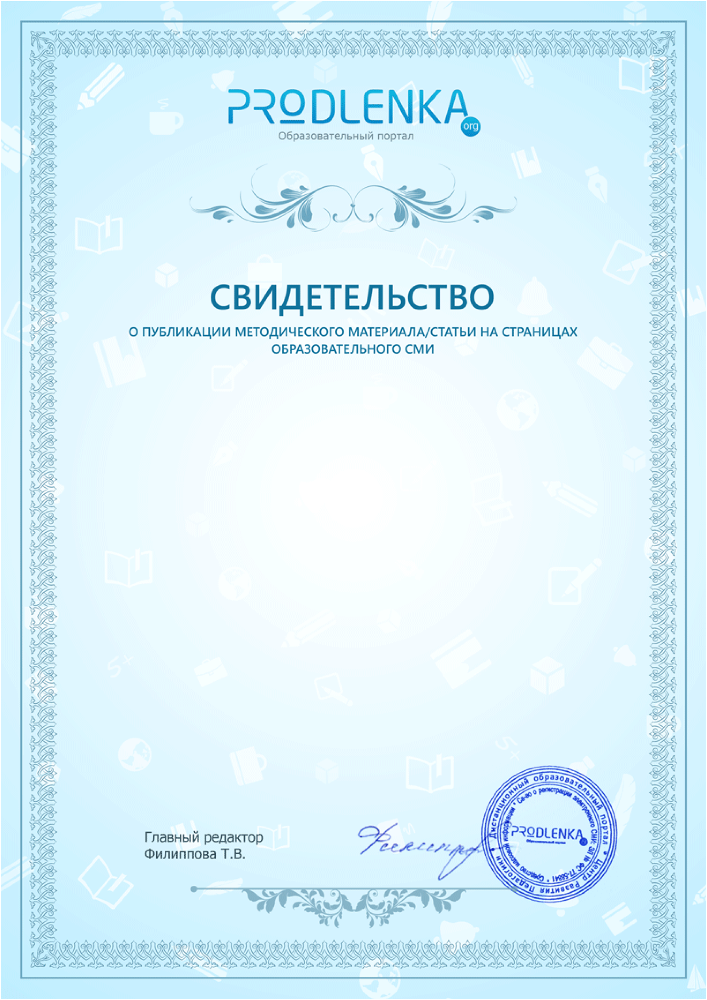 PRODLENKA
org
Образовательный портал
СВИДЕТЕЛЬСТВО
О ПУБЛИКАЦИИ МЕТОДИЧЕСКОГО МАТЕРИАЛА/СТАТЬИ НА СТРАНИЦАХ
ОБРАЗОВАТЕЛЬНОГО СМИ
Главный редактор
Филиппова Т.В.
Дистанционный образовательный портал * Центр Развития Педагогики *
Св-во о регистрации электронного СМИ: ЭЛ № ФС 77-58841 * Средство массовой информации *
PRODLENKA
Образовательный портал